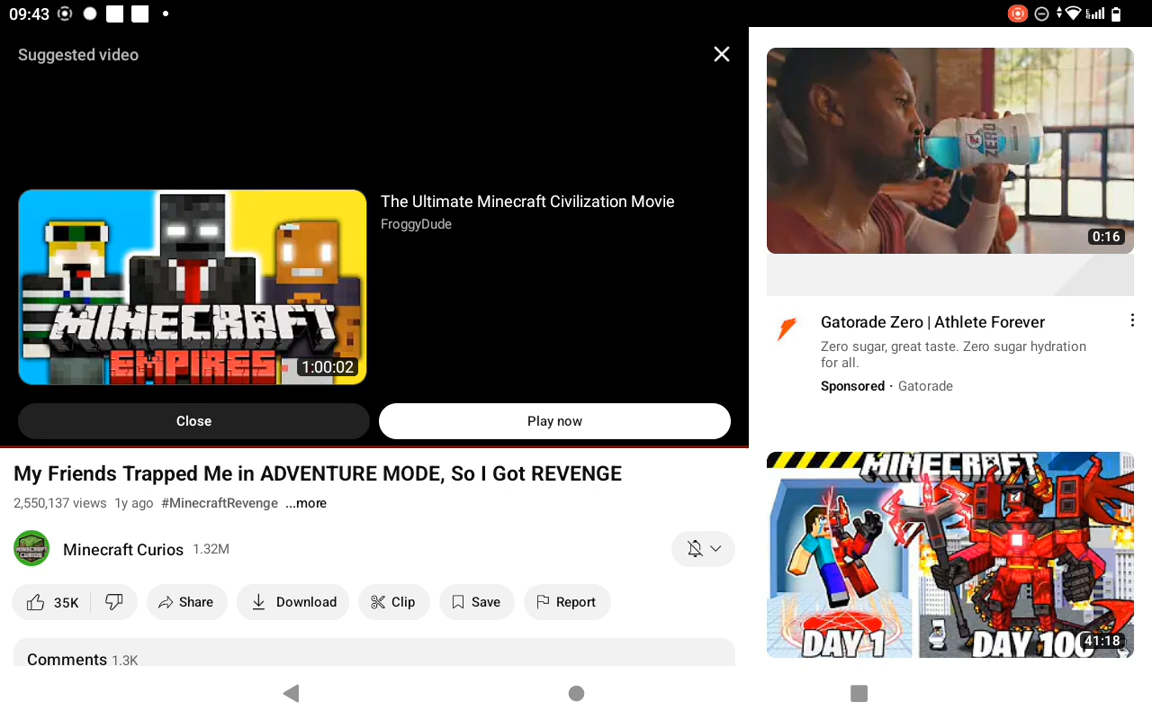 09:43
Suggested video
The Ultimate Minecraft Civilization Movie
FroggyDude
MINECRAFT
EMPIRES
1:00:02
Close
Play now
My Friends Trapped Me in ADVENTURE MODE, So I Got REVENGE
2,550,137 views 1y ago #MinecraftRevenge ...more
MINECRAFT
CURIOS
Minecraft Curios 1.32M
35K
Share
Download
Clip
Save
Report
Comments 1.3K
ZERO
0:16
Gatorade Zero | Athlete Forever
Zero sugar, great taste. Zero sugar hydration
for all.
Sponsored · Gatorade
MINECRAFT
DAY 1
DAY 100
41:18